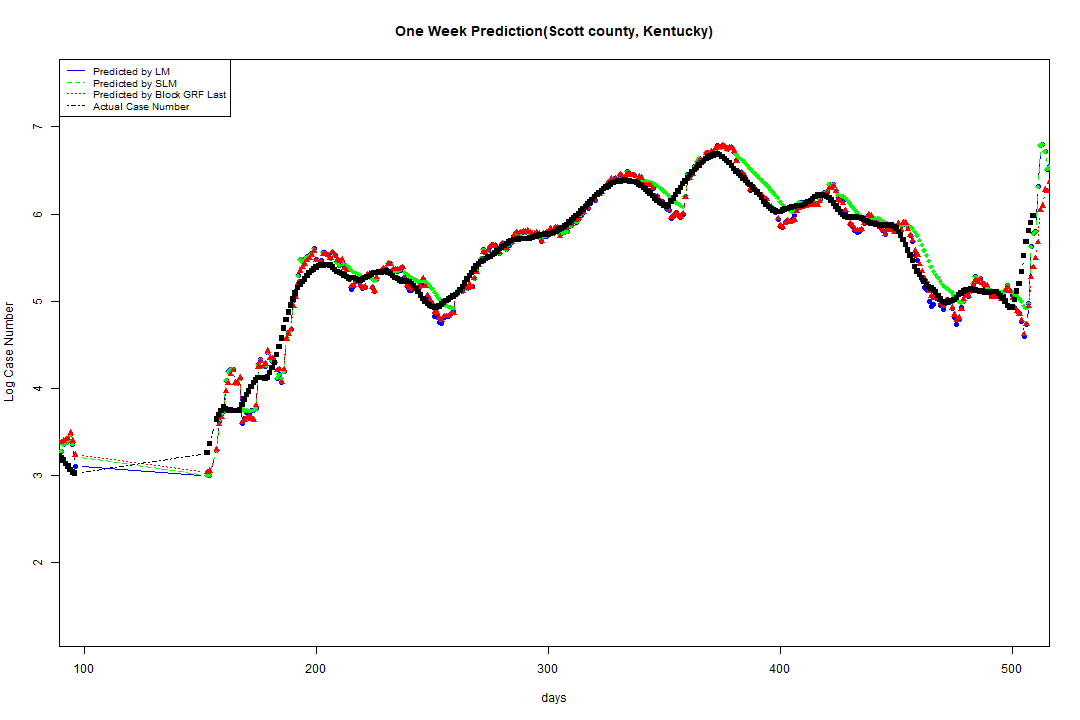 One Week Prediction(Scott county, Kentucky)
Predicted by LM
Predicted by SLM
Predicted by Block GRF Last
Actual Case Number
7
6
5
4
3
2
Log Case Number
100 200 300 400 500
days